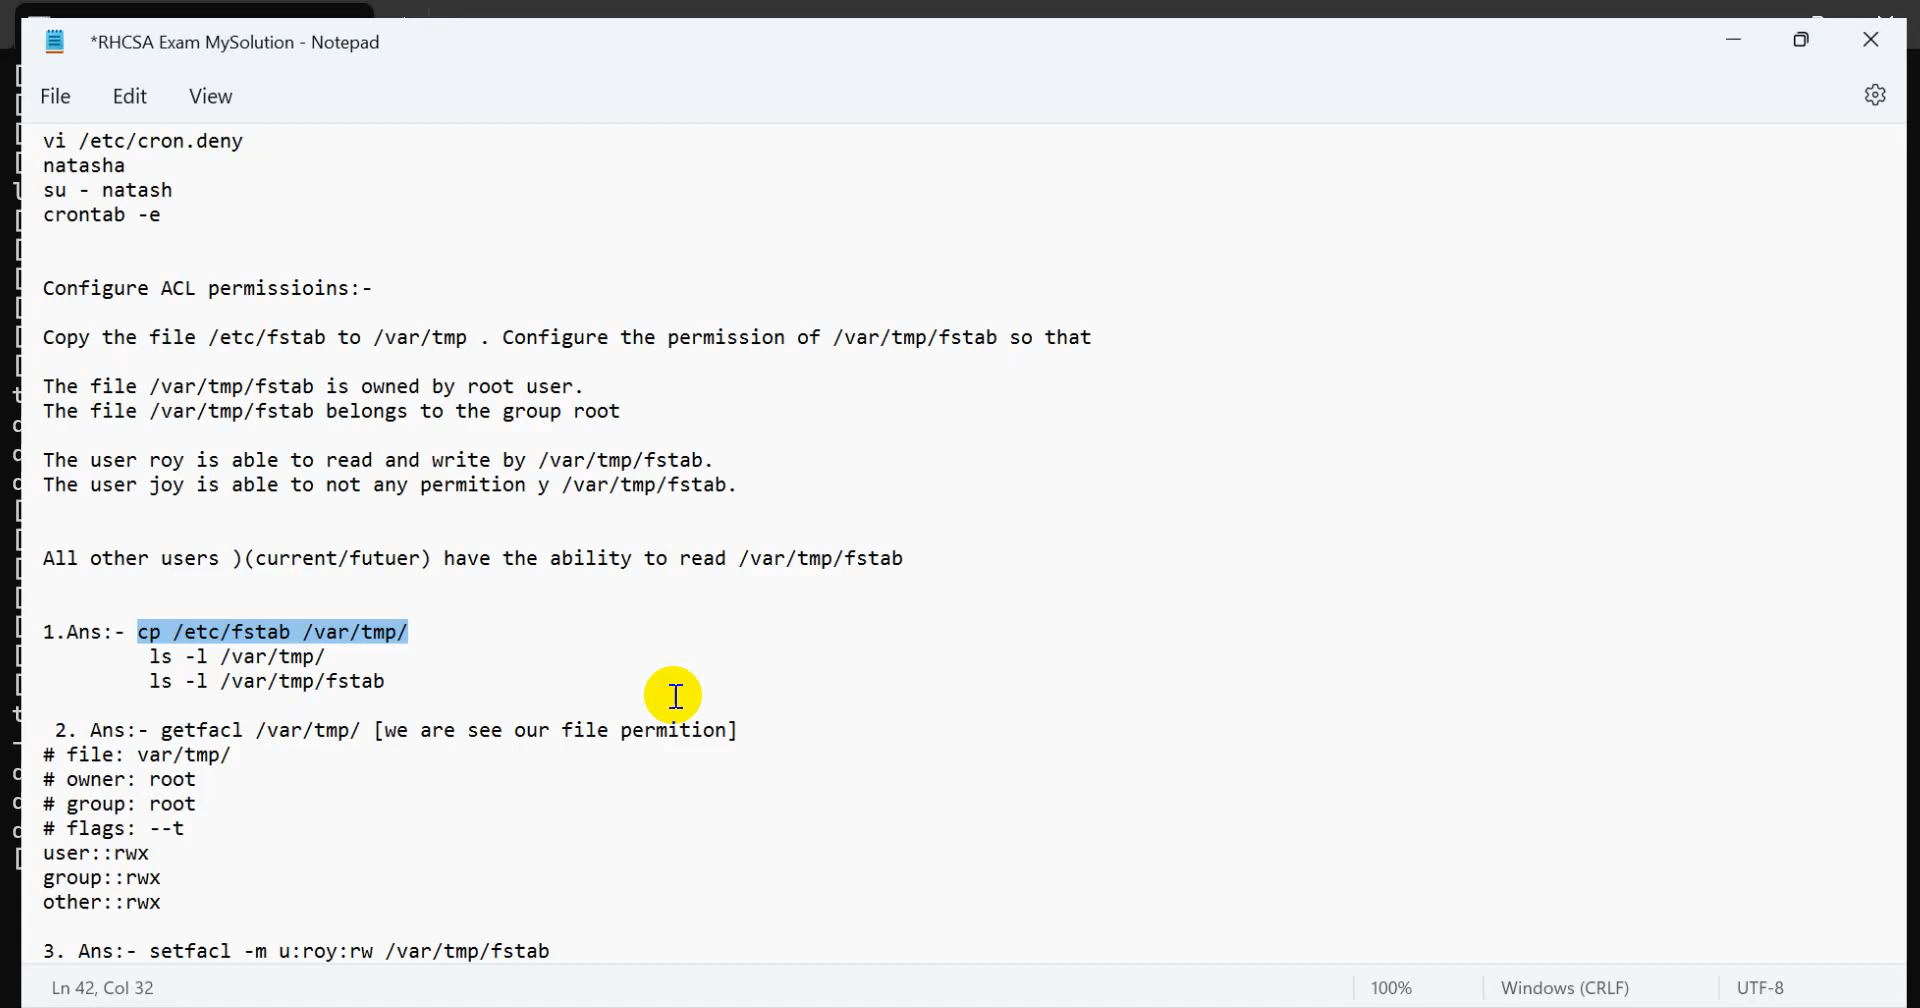 *RHCSA Exam MySolution - Notepad
File Edit View
vi /etc/cron.deny
natasha
su - natash
crontab -e
Configure ACL permissioins:-
Copy the file /etc/fstab to /var/tmp . Configure the permission of /var/tmp/fstab so that
The file /var/tmp/fstab is owned by root user.
The file /var/tmp/fstab belongs to the group root
The user roy is able to read and write by /var/tmp/fstab.
The user joy is able to not any permition y /var/tmp/fstab.
All other users )(current/futuer) have the ability to read /var/tmp/fstab
1.Ans:- cp /etc/fstab /var/tmp/
ls -l /var/tmp/
ls -l /var/tmp/fstab
2. Ans:- getfacl /var/tmp/ [we are see our file permition]
# file: var/tmp/
# owner: root
# group: root
# flags: --t
user::rwx
group::rwx
other::rwx
3. Ans:- setfacl -m u:roy:rw /var/tmp/fstab
Ln 42, Col 32 100% Windows (CRLF) UTF-8